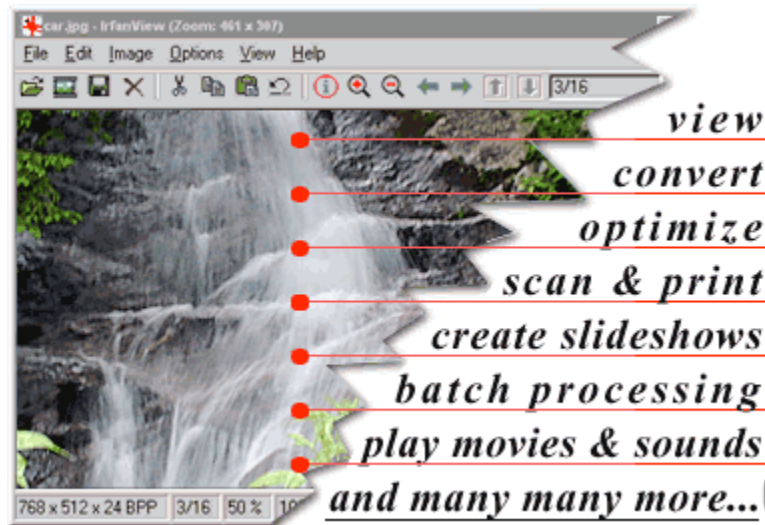 car.jpg - IrfanView (Zoom: 461 x 307)
File Edit Image Options View Help
3/16
view
convert
optimize
scan & print
create slideshows
batch processing
play movies & sounds
and many many more...
768 x 512 x 24 BPP 3/16 50 %